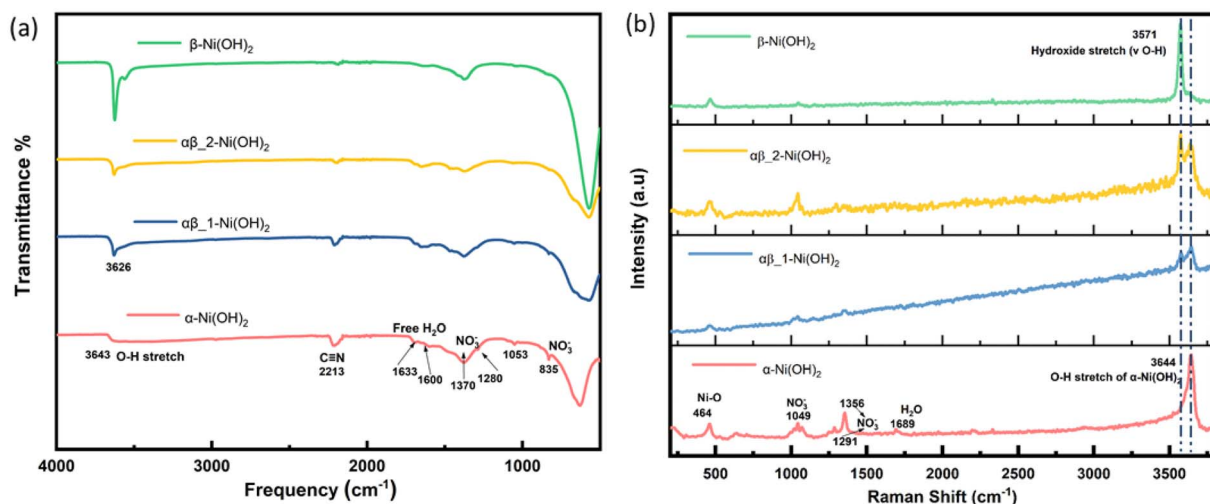 (a)
Transmittance %
β-Ni(OH)2
αβ_2-Ni(OH)2
αβ_1-Ni(OH)2
3626
α-Ni(OH)2
3643
O-H stretch
C≡N
2213
Free H2O
1633
1600
NO3-
1370
1280
1053
NO3-
835
4000
3000
2000
1000
Frequency (cm-1)
(b)
Intensity (a.u)
β-Ni(OH)2
3571
Hydroxide stretch (v O-H)
αβ_2-Ni(OH)2
αβ_1-Ni(OH)2
α-Ni(OH)2
3644
O-H stretch of α-Ni(OH)2
Ni-O
464
NO3-
1049
1356
NO3-
1291
H2O
1689
500
1000
1500
2000
2500
3000
3500
Raman Shift (cm-1)